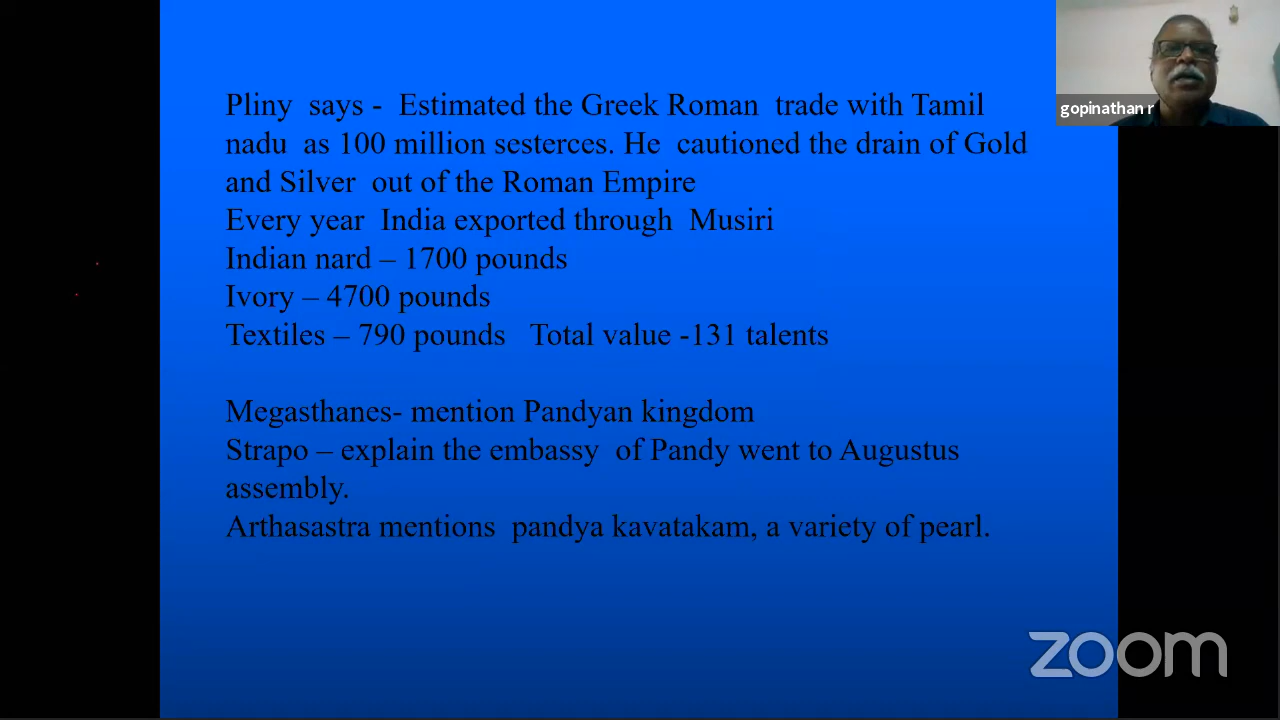 Pliny says - Estimated the Greek Roman trade with Tamil
nadu as 100 million sesterces. He cautioned the drain of Gold
and Silver out of the Roman Empire
Every year India exported through Musiri
Indian nard – 1700 pounds
Ivory – 4700 pounds
Textiles – 790 pounds Total value -131 talents
Megasthanes- mention Pandyan kingdom
Strapo – explain the embassy of Pandy went to Augustus
assembly.
Arthasastra mentions pandya kavatakam, a variety of pearl.
gopinathan r
zoom